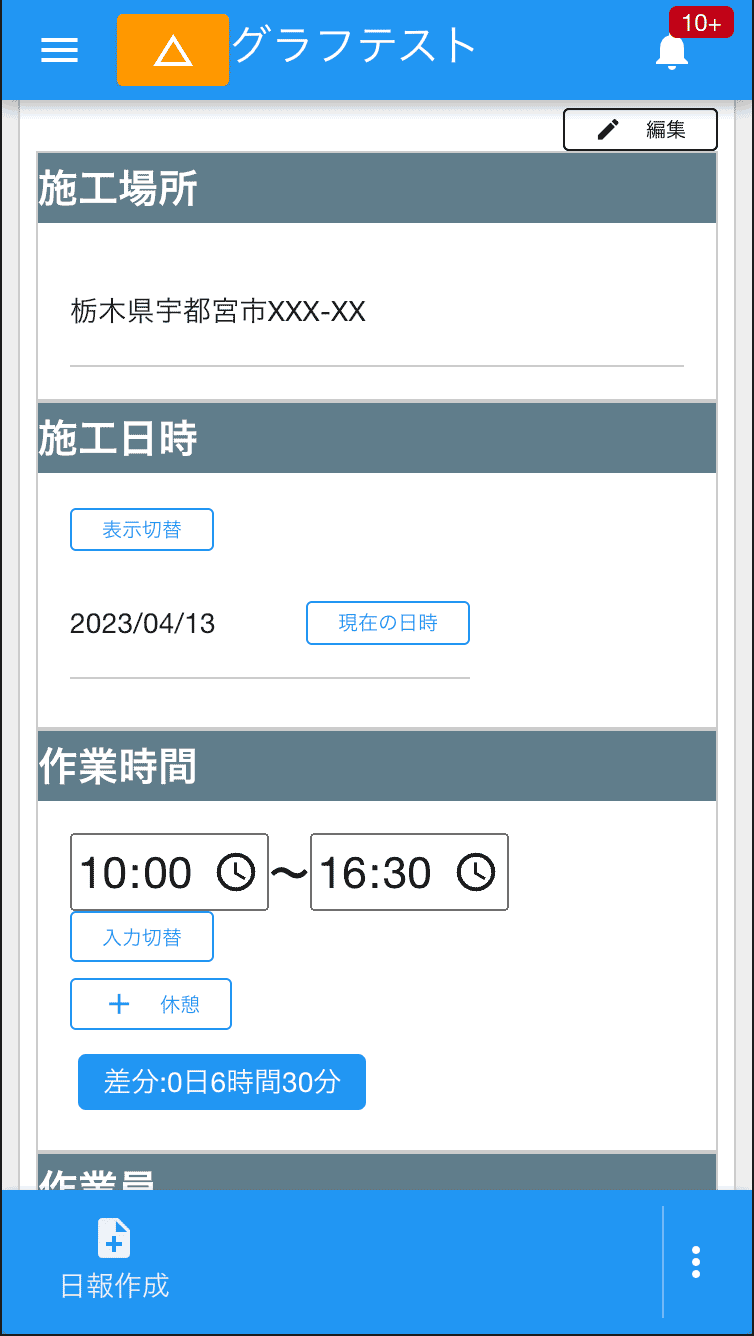 グラフテスト
10+
編集
施工場所
栃木県宇都宮市XXX-XX
施工日時
表示切替
2023/04/13 現在の日時
作業時間
10:00 〜 16:30
入力切替
+ 休憩
差分:0日6時間30分
作業員
日報作成